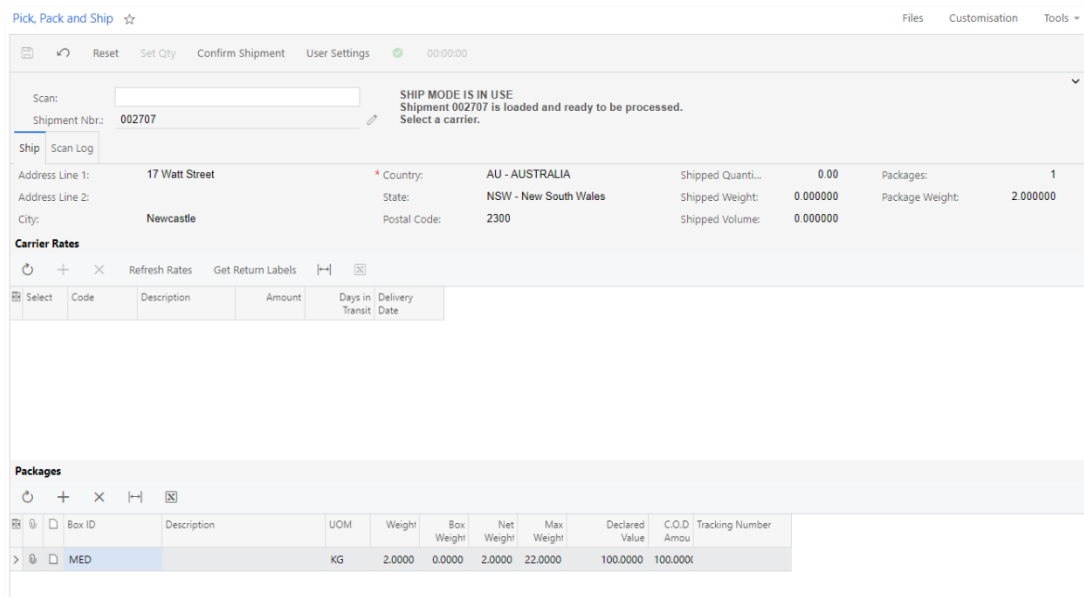 Pick, Pack and Ship Files Customisation Tools
Reset Set Qty Confirm Shipment User Settings 00:00:00
Scan:
Shipment Nbr.: 002707
SHIP MODE IS IN USE
Shipment 002707 is loaded and ready to be processed.
Select a carrier.
Ship Scan Log
Address Line 1: 17 Watt Street * Country: AU - AUSTRALIA Shipped Quanti... 0.00 Packages: 1
Address Line 2: State: NSW - New South Wales Shipped Weight: 0.000000 Package Weight: 2.000000
City: Newcastle Postal Code: 2300 Shipped Volume: 0.000000
Carrier Rates
Refresh Rates Get Return Labels
Select Code Description Amount Days in Delivery
Transit Date
Packages
Box ID Description UOM Weight Box Net Max Declared C.O.D Tracking Number
Weight Weight Weight Value Amou
MED KG 2.0000 0.0000 2.0000 22.0000 100.0000 100.000